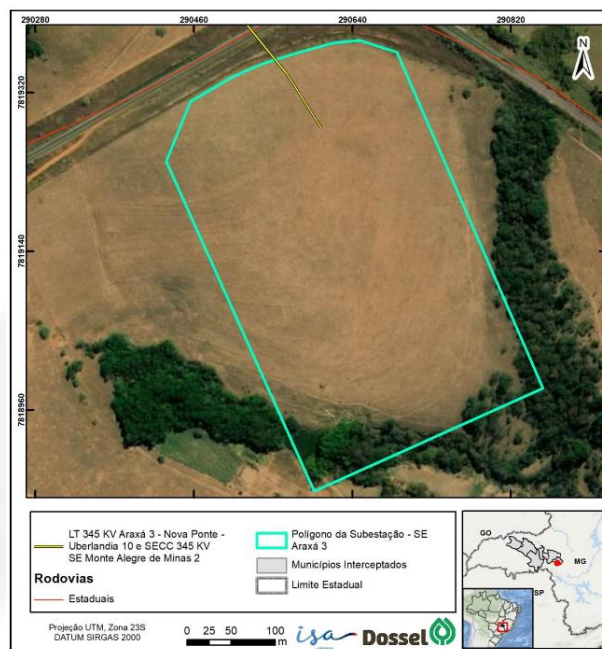 290280 290460 290640 290820
N
7819320
7819140
7818960
LT 345 KV Araxá 3 - Nova Ponte -
Uberlandia 10 e SECC 345 KV
SE Monte Alegre de Minas 2
Rodovias
Estaduais
Polígono da Subestação - SE
Araxá 3
Municípios Interceptados
Limite Estadual
GO
MG
SP
Projeção UTM, Zona 23S
DATUM SIRGAS 2000
0 25 50 100
m
isa
Dossel